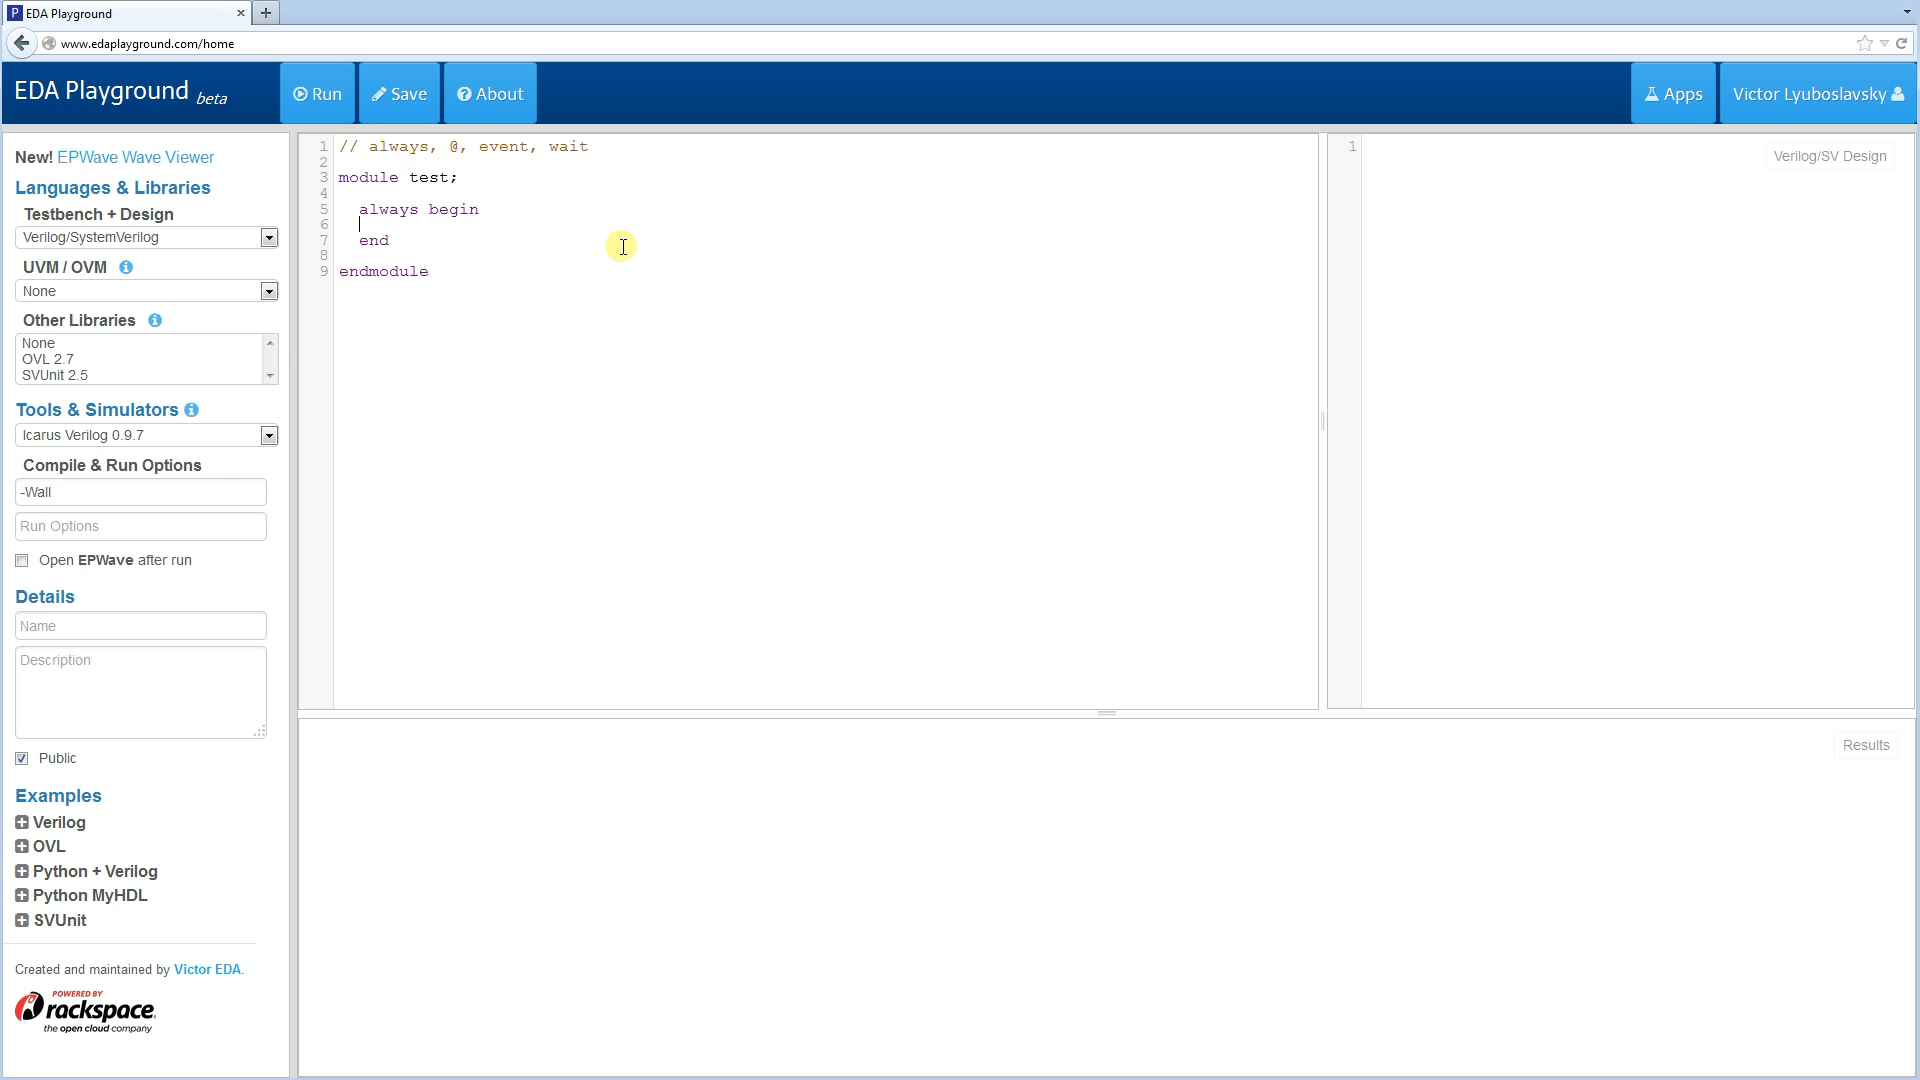 EDA Playground
www.edaplayground.com/home
EDA Playground beta
Run
Save
About
Apps
Victor Lyuboslavsky
New! EPWave Wave Viewer
Languages & Libraries
Testbench + Design
Verilog/SystemVerilog
UVM / OVM
None
Other Libraries
None
OVL 2.7
SVUnit 2.5
Tools & Simulators
Icarus Verilog 0.9.7
Compile & Run Options
-Wall
Run Options
Open EPWave after run
Details
Name
Description
Public
Examples
Verilog
OVL
Python + Verilog
Python MyHDL
SVUnit
Created and maintained by Victor EDA.
POWERED BY
rackspace.
the open cloud company
1 // always, @, event, wait
2
3 module test;
4
5 always begin
6
7 end
8
9 endmodule
1
Verilog/SV Design
Results